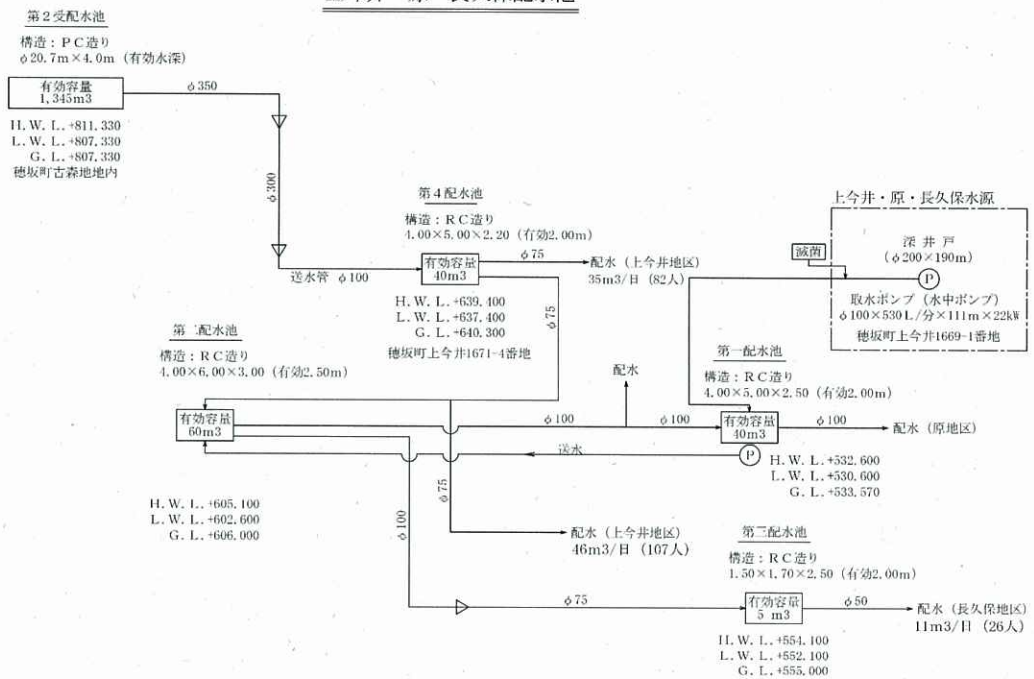 第2受配水池
構造：PC造り
φ20.7m×4.0m (有効水深)
有効容量
1,345m3
φ350
H.W.L.+811.330
L.W.L.+807.330
G.L.+807.330
穂坂町古森地地内
φ300
第4配水池
構造：RC造り
4.00×5.00×2.20 (有効2.00m)
送水管 φ100
有効容量
40m3
φ75
配水 (上今井地区)
35m3/日 (82人)
H.W.L.+639.400
L.W.L.+637.400
G.L.+640.300
穂坂町上今井1671-4番地
φ75
上今井・原・長久保水源
滅菌
深井戸
(φ200×190m)
P
取水ポンプ (水中ポンプ)
φ100×530L/分×111m×22kW
穂坂町上今井1669-1番地
第二配水池
構造：RC造り
4.00×6.00×3.00 (有効2.50m)
有効容量
60m3
φ100
配水
φ100
第一配水池
構造：RC造り
4.00×5.00×2.50 (有効2.00m)
有効容量
40m3
φ100
配水 (原地区)
P
送水
H.W.L.+532.600
L.W.L.+530.600
G.L.+533.570
H.W.L.+605.100
L.W.L.+602.600
G.L.+606.000
φ100
φ75
配水 (上今井地区)
46m3/日 (107人)
第三配水池
構造：RC造り
1.50×1.70×2.50 (有効2.00m)
φ75
有効容量
5 m3
φ50
配水 (長久保地区)
11m3/日 (26人)
H.W.L.+554.100
L.W.L.+552.100
G.L.+555.000